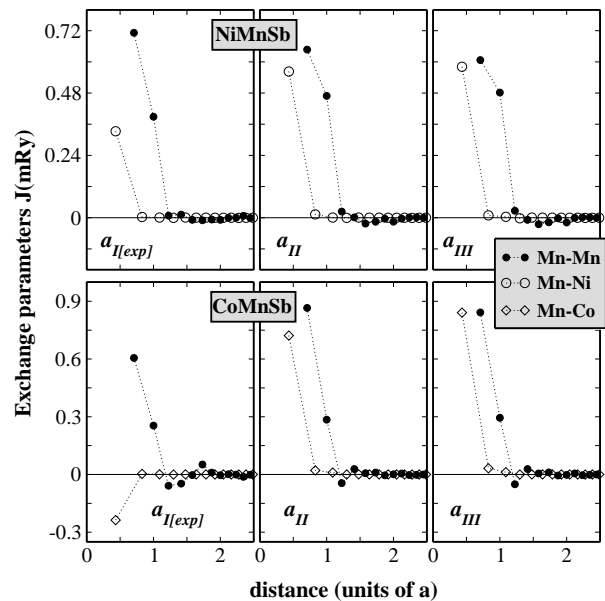 NiMnSb
0.72
0.48
0.24
0
a_I[exp]
a_II
a_III
Mn-Mn
Mn-Ni
Mn-Co
CoMnSb
0.9
0.6
0.3
0
-0.3
a_I[exp]
a_II
a_III
0 1 2 0 1 2 0 1 2
distance (units of a)
Exchange parameters J(mRy)